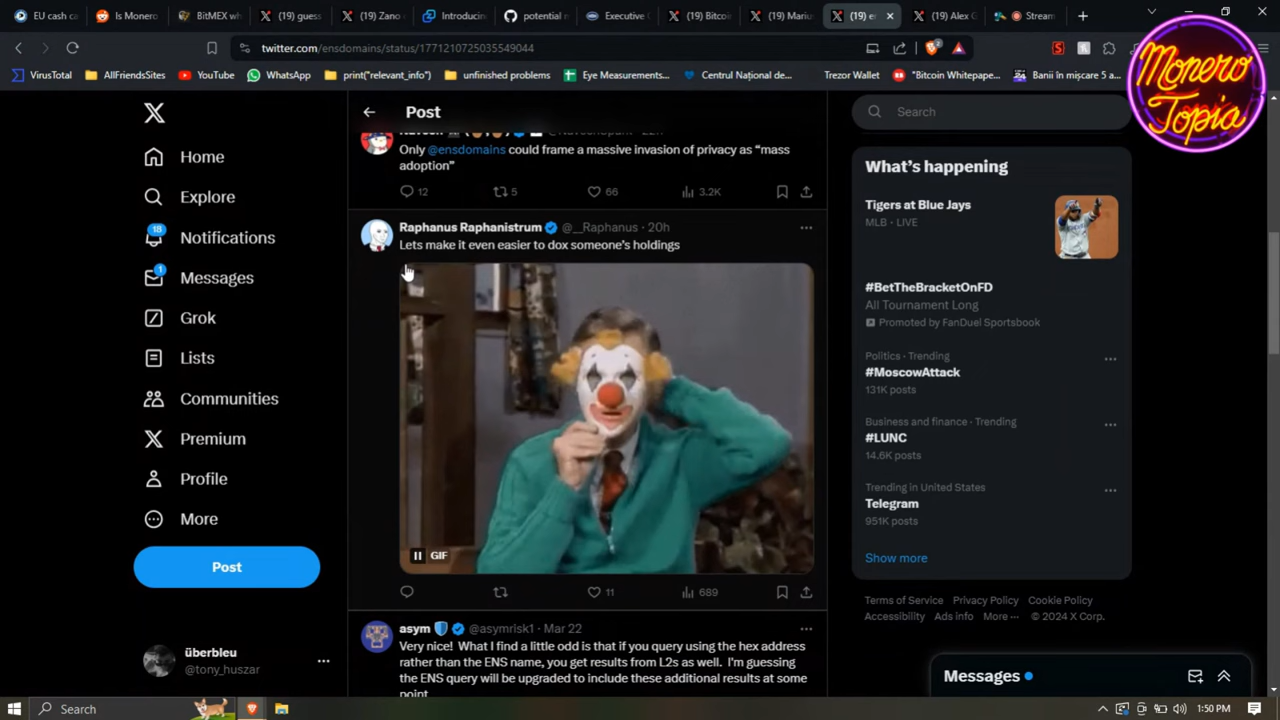 EU cash ca
Is Monero
BitMEX wh
(19) guess
(19) Zano
Introducin
potential m
Executive O
(19) Bitco
(19) Mariu
(19) e
(19) Alex G
Stream
twitter.com/ensdomains/status/1771210725035549044
VirusTotal
AllFriendsSites
YouTube
WhatsApp
print("relevant_info")
unfinished problems
Eye Measurements...
Centrul Național de...
Trezor Wallet
"Bitcoin Whitepape...
Banii în mișcare 5 a...
Monero
Topia
Home
Explore
18
Notifications
1
Messages
Grok
Lists
Communities
Premium
Profile
More
Post
überbleu
@tony_huszar
Post
Only @ensdomains could frame a massive invasion of privacy as “mass
adoption”
12
5
66
3.2K
Raphanus Raphanistrum @__Raphanus · 20h
Lets make it even easier to dox someone's holdings
GIF
11
689
asym @asymrisk1 · Mar 22
Very nice! What I find a little odd is that if you query using the hex address
rather than the ENS name, you get results from L2s as well. I'm guessing
the ENS query will be upgraded to include these additional results at some
point.
Search
What's happening
Tigers at Blue Jays
MLB · LIVE
#BetTheBracketOnFD
All Tournament Long
Promoted by FanDuel Sportsbook
Politics · Trending
#MoscowAttack
131K posts
Business and finance · Trending
#LUNC
14.6K posts
Trending in United States
Telegram
951K posts
Show more
Terms of Service Privacy Policy Cookie Policy
Accessibility Ads info More ··· © 2024 X Corp.
Messages
Search
1:50 PM